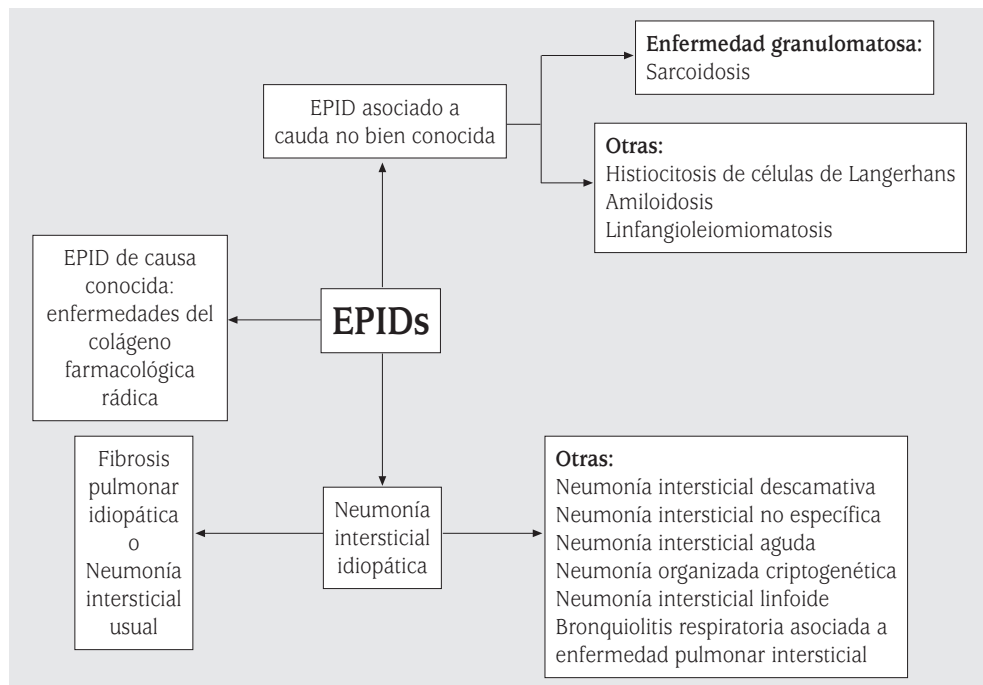 Enfermedad granulomatosa:
Sarcoidosis
EPID asociado a
cauda no bien conocida
Otras:
Histiocitosis de células de Langerhans
Amiloidosis
Linfangioleiomiomatosis
EPID de causa
conocida:
enfermedades del
colágeno
farmacológica
rádica
EPIDs
Fibrosis
pulmonar
idiopática
o
Neumonía
intersticial
usual
Neumonía
intersticial
idiopática
Otras:
Neumonía intersticial descamativa
Neumonía intersticial no específica
Neumonía intersticial aguda
Neumonía organizada criptogenética
Neumonía intersticial linfoide
Bronquiolitis respiratoria asociada a
enfermedad pulmonar intersticial